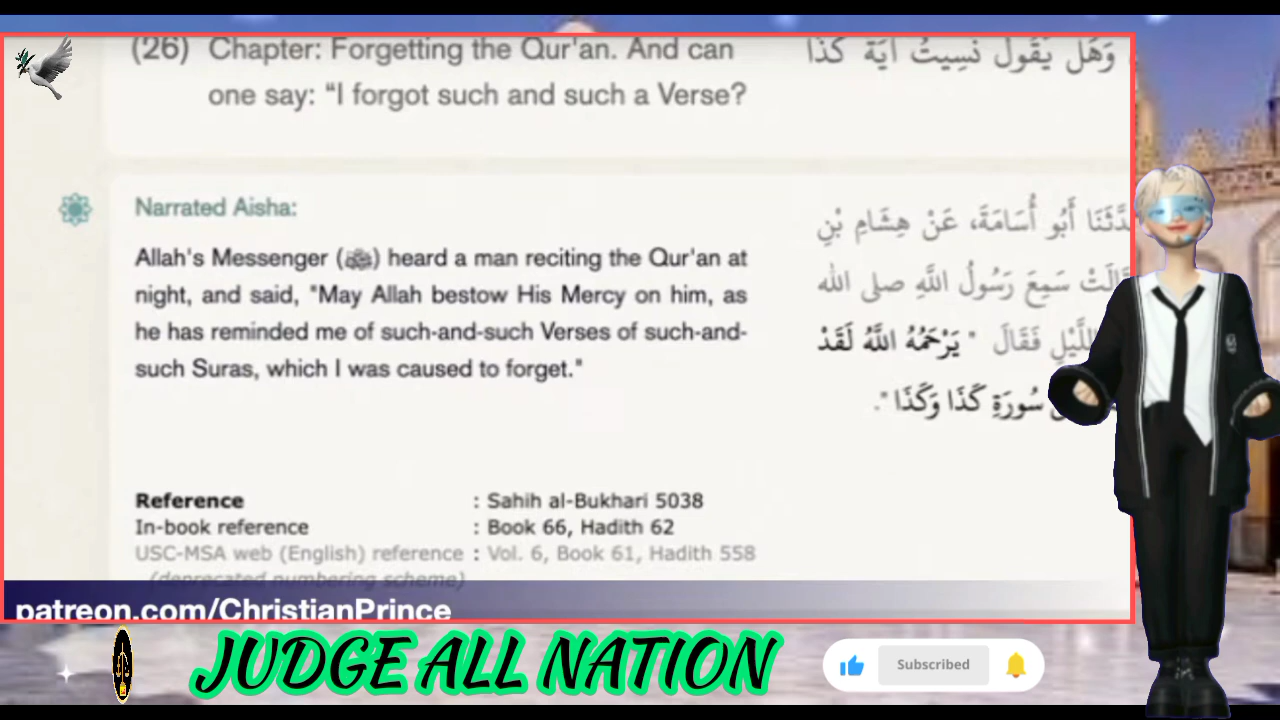 (26) Chapter: Forgetting the Qur'an. And can
one say: “I forgot such and such a Verse?
وَهَلْ يَقُولُ نَسِيتُ آيَةَ كَذَا
Narrated Aisha:
Allah's Messenger (ﷺ) heard a man reciting the Qur'an at
night, and said, "May Allah bestow His Mercy on him, as
he has reminded me of such-and-such Verses of such-and-
such Suras, which I was caused to forget."
أَبُو أُسَامَةَ، عَنْ هِشَامِ بْنِ
سَمِعَ رَسُولُ اللَّهِ صلى الله
فَقَالَ " يَرْحَمُهُ اللَّهُ لَقَدْ
سُورَةِ كَذَا وَكَذَا ".
Reference : Sahih al-Bukhari 5038
In-book reference : Book 66, Hadith 62
USC-MSA web (English) reference : Vol. 6, Book 61, Hadith 558
(deprecated numbering scheme)
patreon.com/ChristianPrince
JUDGE ALL NATION
Subscribed